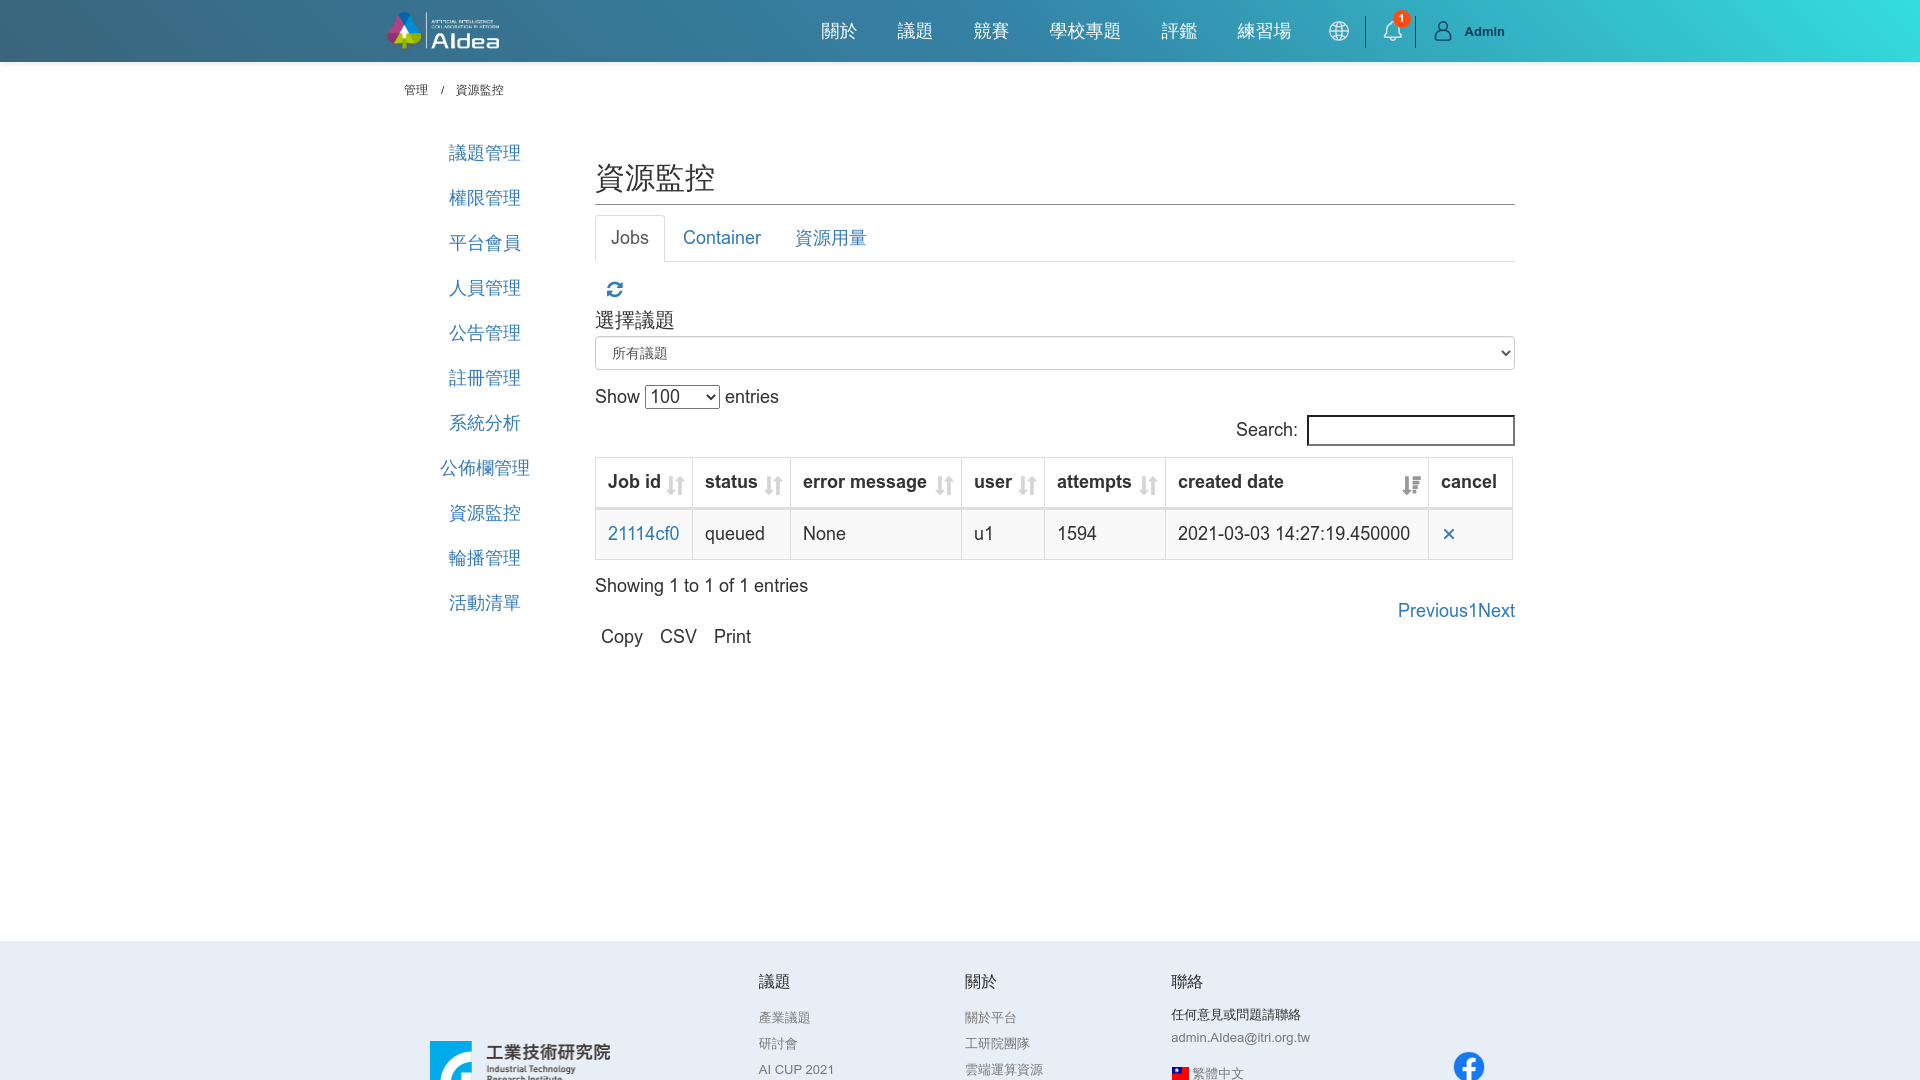 ARTIFICIAL INTELLIGENCE
COLLABORATION PLATFORM
AIdea
關於 議題 競賽 學校專題 評鑑 練習場 1 Admin
管理 / 資源監控
議題管理
權限管理
平台會員
人員管理
公告管理
註冊管理
系統分析
公佈欄管理
資源監控
輪播管理
活動清單
資源監控
Jobs Container 資源用量
選擇議題
所有議題
Show 100 entries
Search:
Job id status error message user attempts created date cancel
21114cf0 queued None u1 1594 2021-03-03 14:27:19.450000 ×
Showing 1 to 1 of 1 entries
Previous1Next
Copy CSV Print
工業技術研究院
Industrial Technology
Research Institute
議題
產業議題
研討會
AI CUP 2021
關於
關於平台
工研院團隊
雲端運算資源
聯絡
任何意見或問題請聯絡
admin.AIdea@itri.org.tw
繁體中文